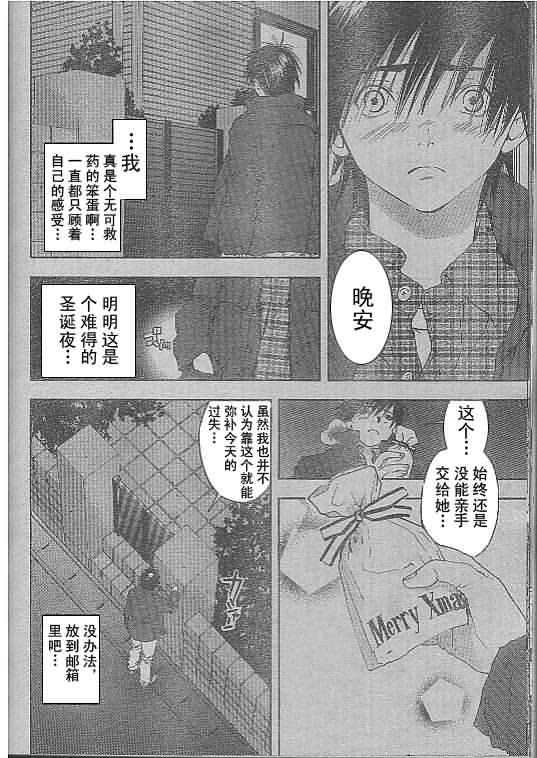 晚安
…我
真是个无可救
药的笨蛋啊…
一直都只顾着
自己的感受…
明明这是
个难得的
圣诞夜…
这个…
始终还是
没能亲手
交给她…
Merry Xmas
虽然我也并不
认为靠这个就能
弥补今天的
过失…
没办法,
放到邮箱
里吧…